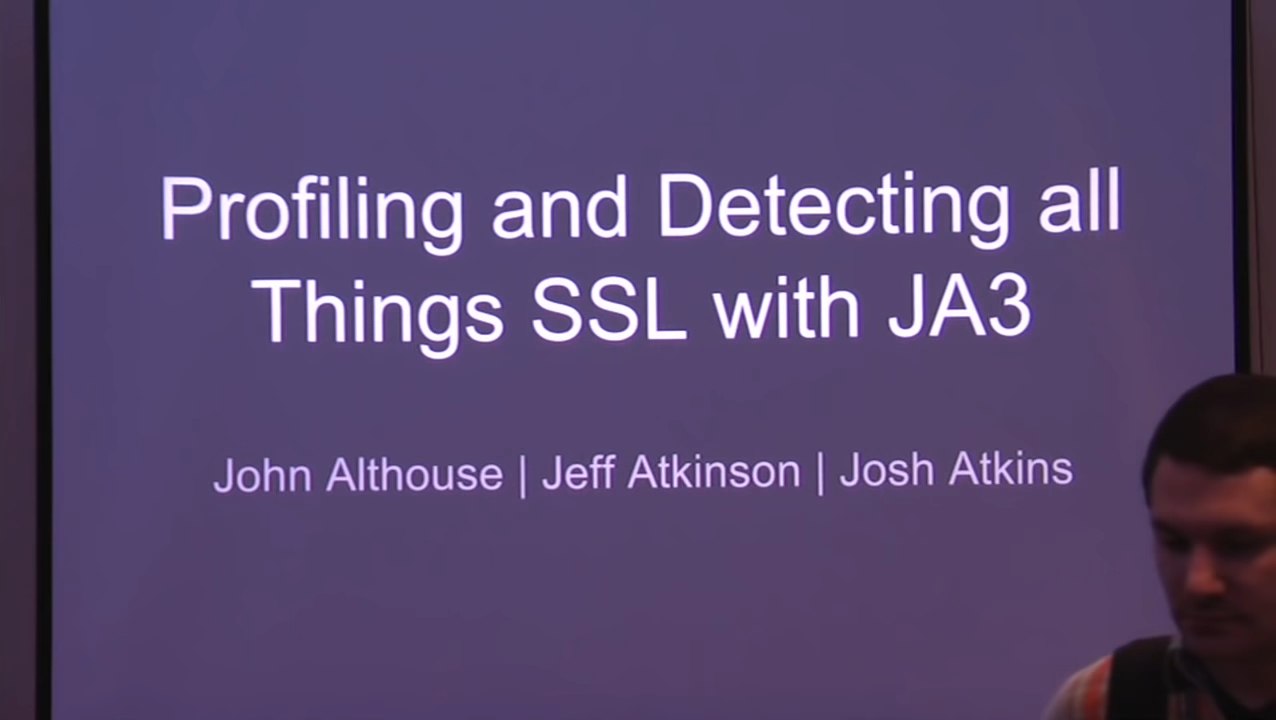 Profiling and Detecting all
Things SSL with JA3
John Althouse | Jeff Atkinson | Josh Atkins